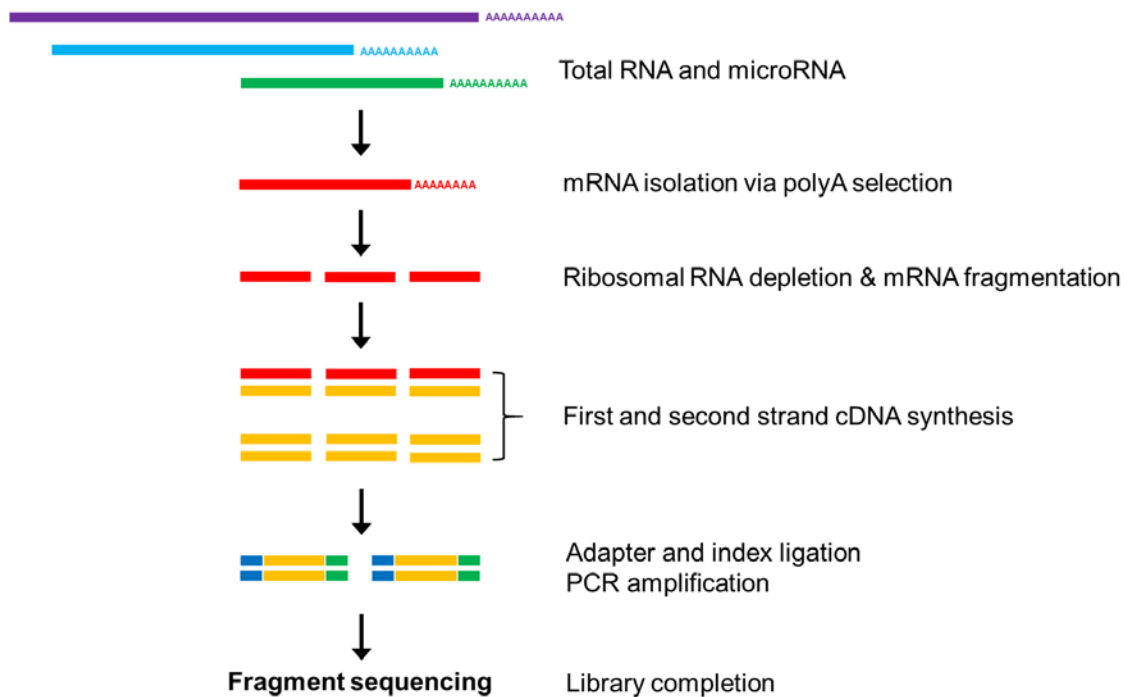 AAAAAAAAAA
AAAAAAAAAA
AAAAAAAAAA
Total RNA and microRNA
AAAAAAAA
mRNA isolation via polyA selection
Ribosomal RNA depletion & mRNA fragmentation
First and second strand cDNA synthesis
Adapter and index ligation
PCR amplification
Fragment sequencing
Library completion